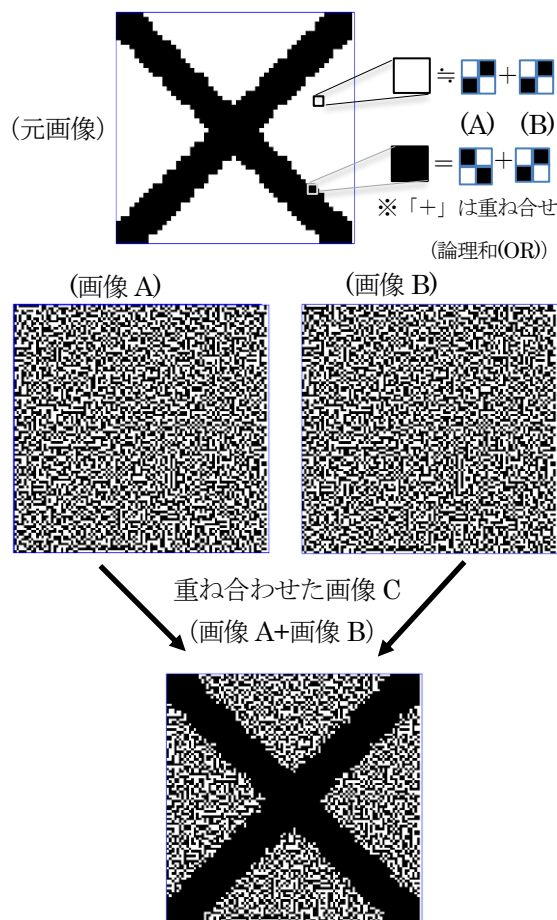 (元画像)
≒ +
(A) (B)
= +
※「+」は重ね合せ
(論理和(OR))
(画像 A) (画像 B)
重ね合わせた画像 C
(画像 A+画像 B)